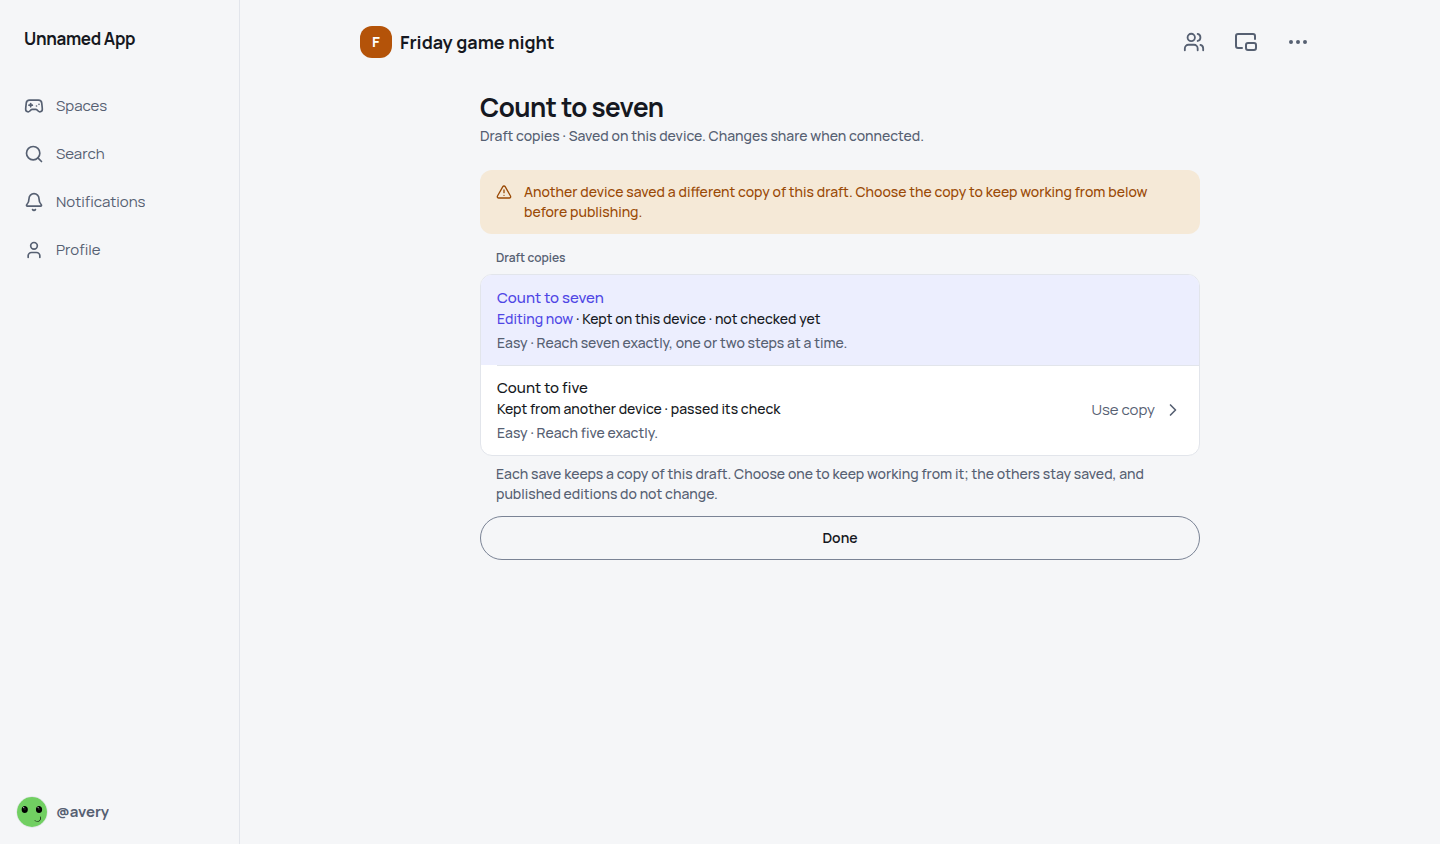 Unnamed App
Spaces
Search
Notifications
Profile
@avery
F
Friday game night
Count to seven
Draft copies · Saved on this device. Changes share when connected.
Another device saved a different copy of this draft. Choose the copy to keep working from below
before publishing.
Draft copies
Count to seven
Editing now · Kept on this device · not checked yet
Easy · Reach seven exactly, one or two steps at a time.
Count to five
Kept from another device · passed its check
Easy · Reach five exactly.
Use copy
Each save keeps a copy of this draft. Choose one to keep working from it; the others stay saved, and
published editions do not change.
Done